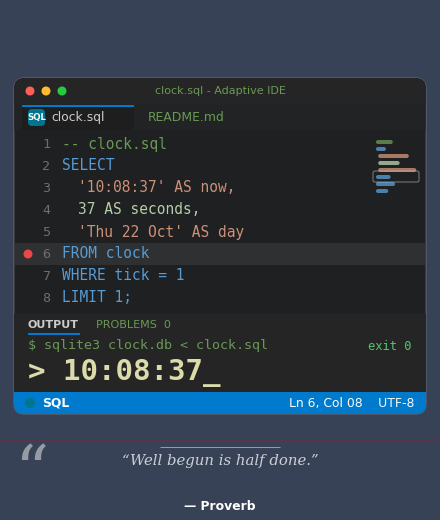 clock.sql - Adaptive IDE
SQL clock.sql README.md
1 -- clock.sql
2 SELECT
3 '10:08:37' AS now,
4 37 AS seconds,
5 'Thu 22 Oct' AS day
6 FROM clock
7 WHERE tick = 1
8 LIMIT 1;
OUTPUT PROBLEMS 0
$ sqlite3 clock.db < clock.sql exit 0
> 10:08:37_
SQL Ln 6, Col 08 UTF-8
“
“Well begun is half done.”
— Proverb